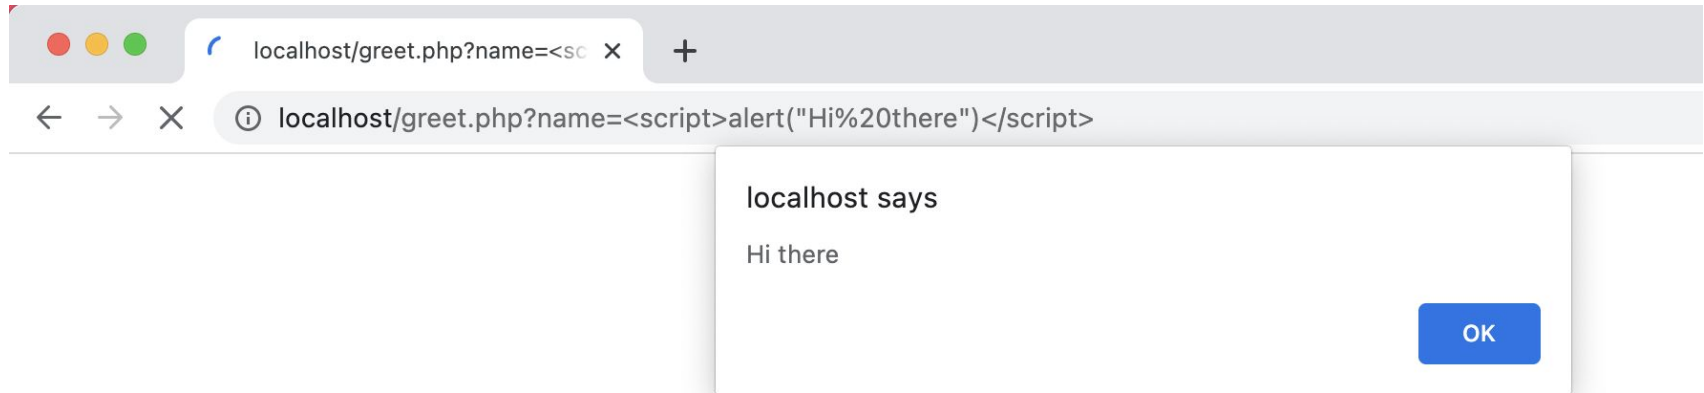 localhost/greet.php?name=<sc
localhost/greet.php?name=<script>alert("Hi%20there")</script>
localhost says
Hi there
OK